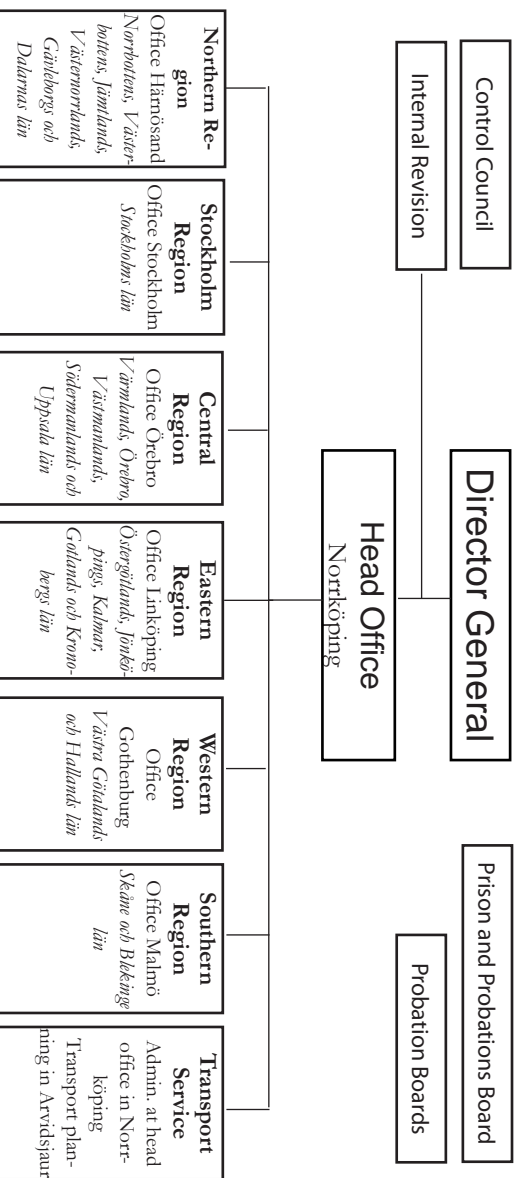 Control Council
Director General
Prison and Probations Board
Internal Revision
Head Office
Norrköping
Probation Boards
Northern Re-
gion
Office Härnösand
Norrbottens, Väster-
bottens, Jämtlands,
Västernorrlands,
Gävleborgs och
Dalarnas län
Stockholm
Region
Office Stockholm
Stockholms län
Central
Region
Office Örebro
Värmlands, Örebro,
Västmanlands,
Södermanlands och
Uppsala län
Eastern
Region
Office Linköping
Östergötlands, Jönkö-
pings, Kalmar,
Gotlands och Krono-
bergs län
Western
Region
Office
Gothenburg
Västra Götalands
och Hallands län
Southern
Region
Office Malmö
Skåne och Blekinge
län
Transport
Service
Admin. at head
office in Norr-
köping
Transport plan-
ning in Arvidsjaur